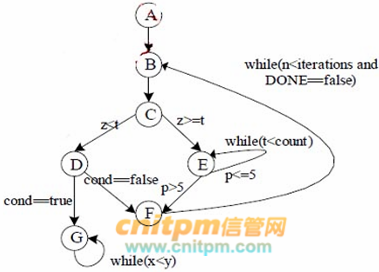 A
B
while(n<iterations and
DONE==false)
C
z<t
z>=t
while(t<count)
D
E
cond==false
p>5
p<=5
cond==true
F
G
while(x<y)
cnitpm信管网
www.cnitpm.com